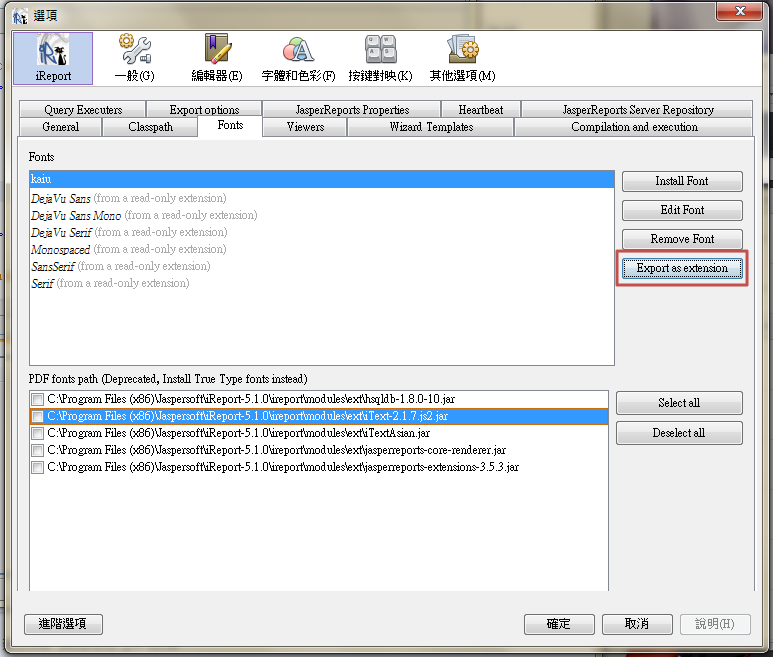 選項
iReport
一般(G)
編輯器(E)
字體和色彩(F)
按鍵對映(K)
其他選項(M)
Query Executers
Export options
JasperReports Properties
Heartbeat
JasperReports Server Repository
General
Classpath
Fonts
Viewers
Wizard Templates
Compilation and execution
Fonts
kaiu
DejaVu Sans (from a read-only extension)
DejaVu Sans Mono (from a read-only extension)
DejaVu Serif (from a read-only extension)
Monospaced (from a read-only extension)
SansSerif (from a read-only extension)
Serif (from a read-only extension)
Install Font
Edit Font
Remove Font
Export as extension
PDF fonts path (Deprecated, Install True Type fonts instead)
C:\Program Files (x86)\Jaspersoft\iReport-5.1.0\ireport\modules\ext\hsqldb-1.8.0-10.jar
C:\Program Files (x86)\Jaspersoft\iReport-5.1.0\ireport\modules\ext\iText-2.1.7.js2.jar
C:\Program Files (x86)\Jaspersoft\iReport-5.1.0\ireport\modules\ext\iTextAsian.jar
C:\Program Files (x86)\Jaspersoft\iReport-5.1.0\ireport\modules\ext\jasperreports-core-renderer.jar
C:\Program Files (x86)\Jaspersoft\iReport-5.1.0\ireport\modules\ext\jasperreports-extensions-3.5.3.jar
Select all
Deselect all
進階選項
確定
取消
說明(H)